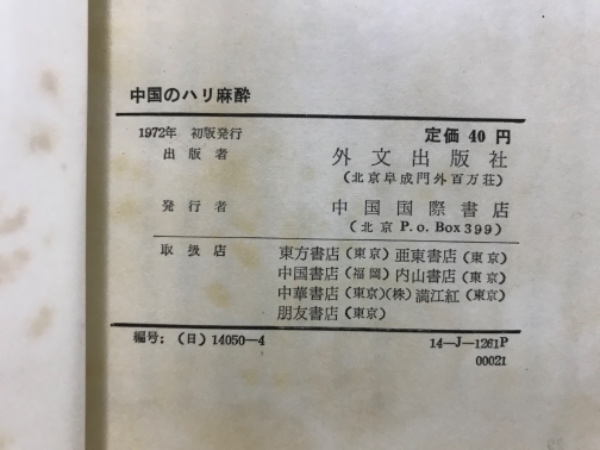 中国のハリ麻酔
1972年 初版発行 定価 40 円
出版者 外文出版社
(北京阜成門外百万荘)
発行者 中国国際書店
(北京 P.o. Box 399)
取扱店 東方書店(東京) 亜東書店(東京)
中国書店(福岡) 内山書店(東京)
中華書店(東京)(株) 満江紅(東京)
朋友書店(東京)
編号: (日) 14050—4 14—J—1261P
00021